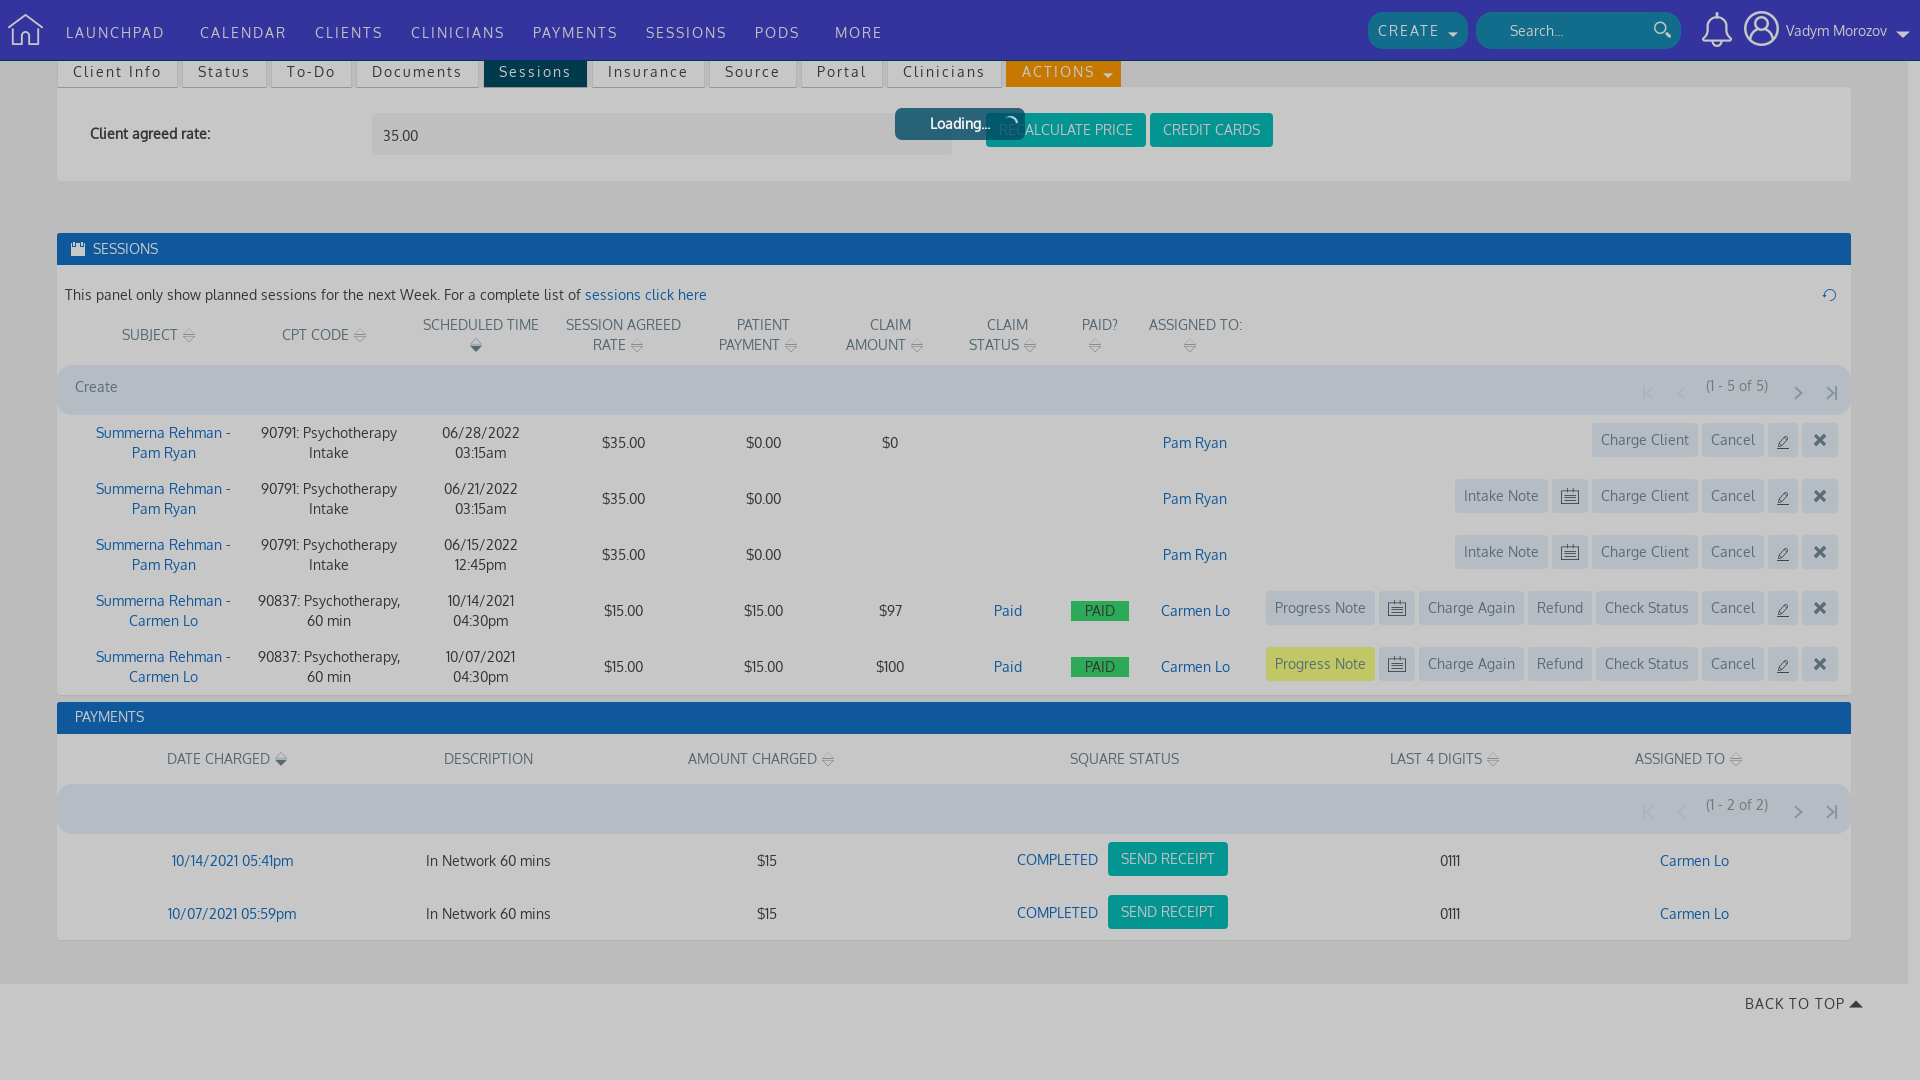 LAUNCHPAD CALENDAR CLIENTS CLINICIANS PAYMENTS SESSIONS PODS MORE CREATE Search... Vadym Morozov
Client Info Status To-Do Documents Sessions Insurance Source Portal Clinicians ACTIONS
Client agreed rate: 35.00 Loading... RECALCULATE PRICE CREDIT CARDS
SESSIONS
This panel only show planned sessions for the next Week. For a complete list of sessions click here
SUBJECT CPT CODE SCHEDULED TIME SESSION AGREED RATE PATIENT PAYMENT CLAIM AMOUNT CLAIM STATUS PAID? ASSIGNED TO:
Create (1 - 5 of 5)
Summerna Rehman - Pam Ryan 90791: Psychotherapy Intake 06/28/2022 03:15am $35.00 $0.00 $0 Pam Ryan Charge Client Cancel
Summerna Rehman - Pam Ryan 90791: Psychotherapy Intake 06/21/2022 03:15am $35.00 $0.00 Pam Ryan Intake Note Charge Client Cancel
Summerna Rehman - Pam Ryan 90791: Psychotherapy Intake 06/15/2022 12:45pm $35.00 $0.00 Pam Ryan Intake Note Charge Client Cancel
Summerna Rehman - Carmen Lo 90837: Psychotherapy, 60 min 10/14/2021 04:30pm $15.00 $15.00 $97 Paid PAID Carmen Lo Progress Note Charge Again Refund Check Status Cancel
Summerna Rehman - Carmen Lo 90837: Psychotherapy, 60 min 10/07/2021 04:30pm $15.00 $15.00 $100 Paid PAID Carmen Lo Progress Note Charge Again Refund Check Status Cancel
PAYMENTS
DATE CHARGED DESCRIPTION AMOUNT CHARGED SQUARE STATUS LAST 4 DIGITS ASSIGNED TO
(1 - 2 of 2)
10/14/2021 05:41pm In Network 60 mins $15 COMPLETED SEND RECEIPT 0111 Carmen Lo
10/07/2021 05:59pm In Network 60 mins $15 COMPLETED SEND RECEIPT 0111 Carmen Lo
BACK TO TOP